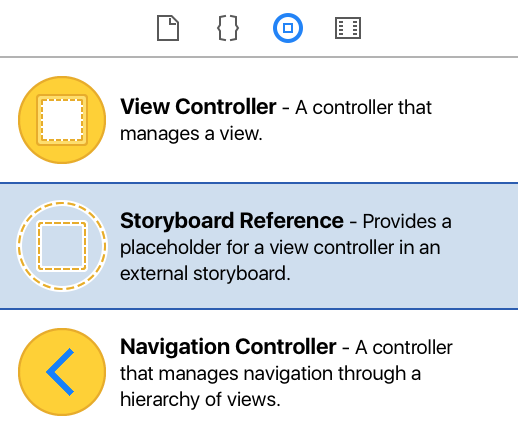 View Controller - A controller that
manages a view.
Storyboard Reference - Provides a
placeholder for a view controller in an
external storyboard.
Navigation Controller - A controller
that manages navigation through a
hierarchy of views.